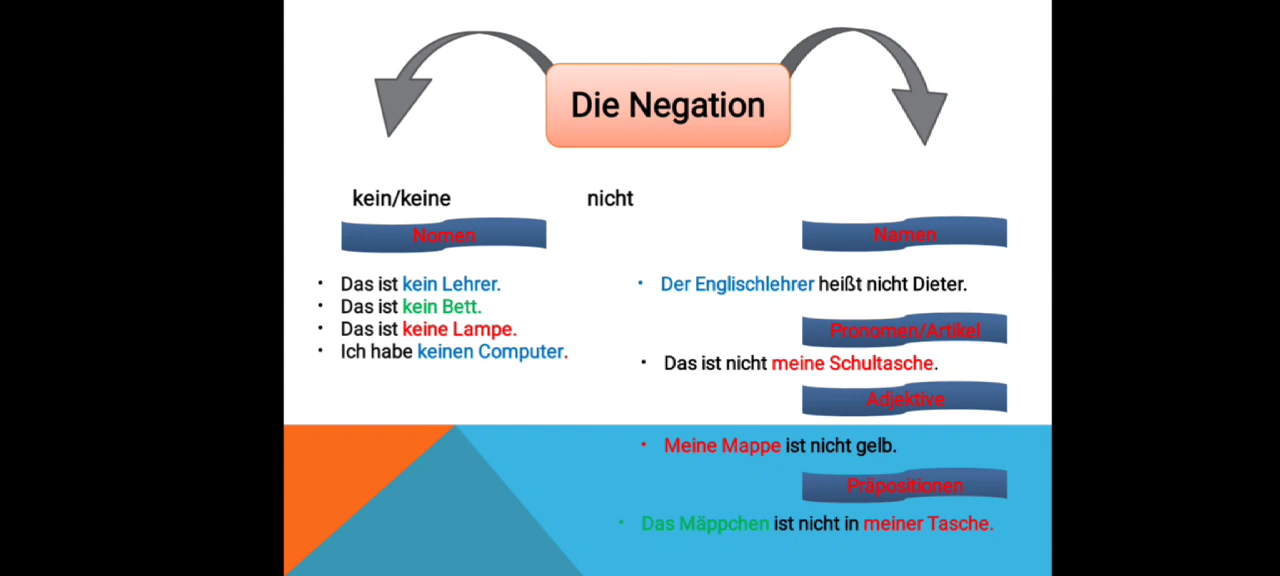 Die Negation
kein/keine
nicht
Nomen
Das ist kein Lehrer.
Das ist kein Bett.
Das ist keine Lampe.
Ich habe keinen Computer.
Namen
Der Englischlehrer heißt nicht Dieter.
Pronomen/Artikel
Das ist nicht meine Schultasche.
Adjektive
Meine Mappe ist nicht gelb.
Präpositionen
Das Mäppchen ist nicht in meiner Tasche.